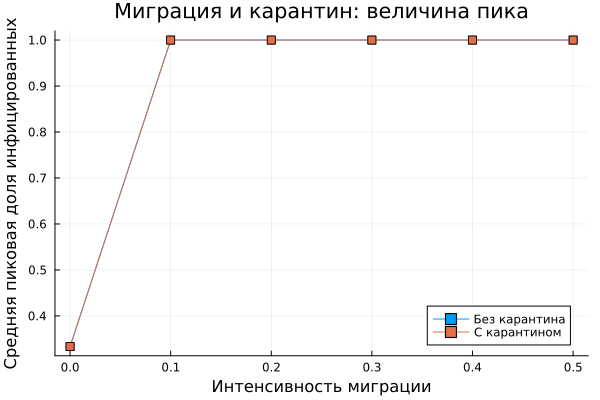 Миграция и карантин: величина пика
Средняя пиковая доля инфицированных
1.0
0.9
0.8
0.7
0.6
0.5
0.4
Без карантина
С карантином
0.0 0.1 0.2 0.3 0.4 0.5
Интенсивность миграции